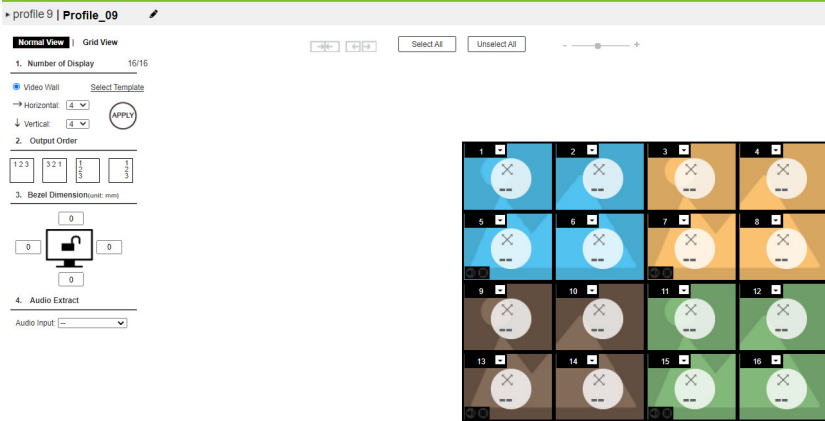 profile 9 | Profile_09
Normal View | Grid View
Select All
Unselect All
- +
1. Number of Display 16/16
Video Wall Select Template
Horizontal: 4
APPLY
Vertical: 4
2. Output Order
1 2 3
3 2 1
1
2
3
1
2
3
3. Bezel Dimension(unit: mm)
0
0
0
0
4. Audio Extract
Audio Input: --
1 2 3 4
-- -- -- --
5 6 7 8
-- -- -- --
9 10 11 12
-- -- -- --
13 14 15 16
-- -- -- --